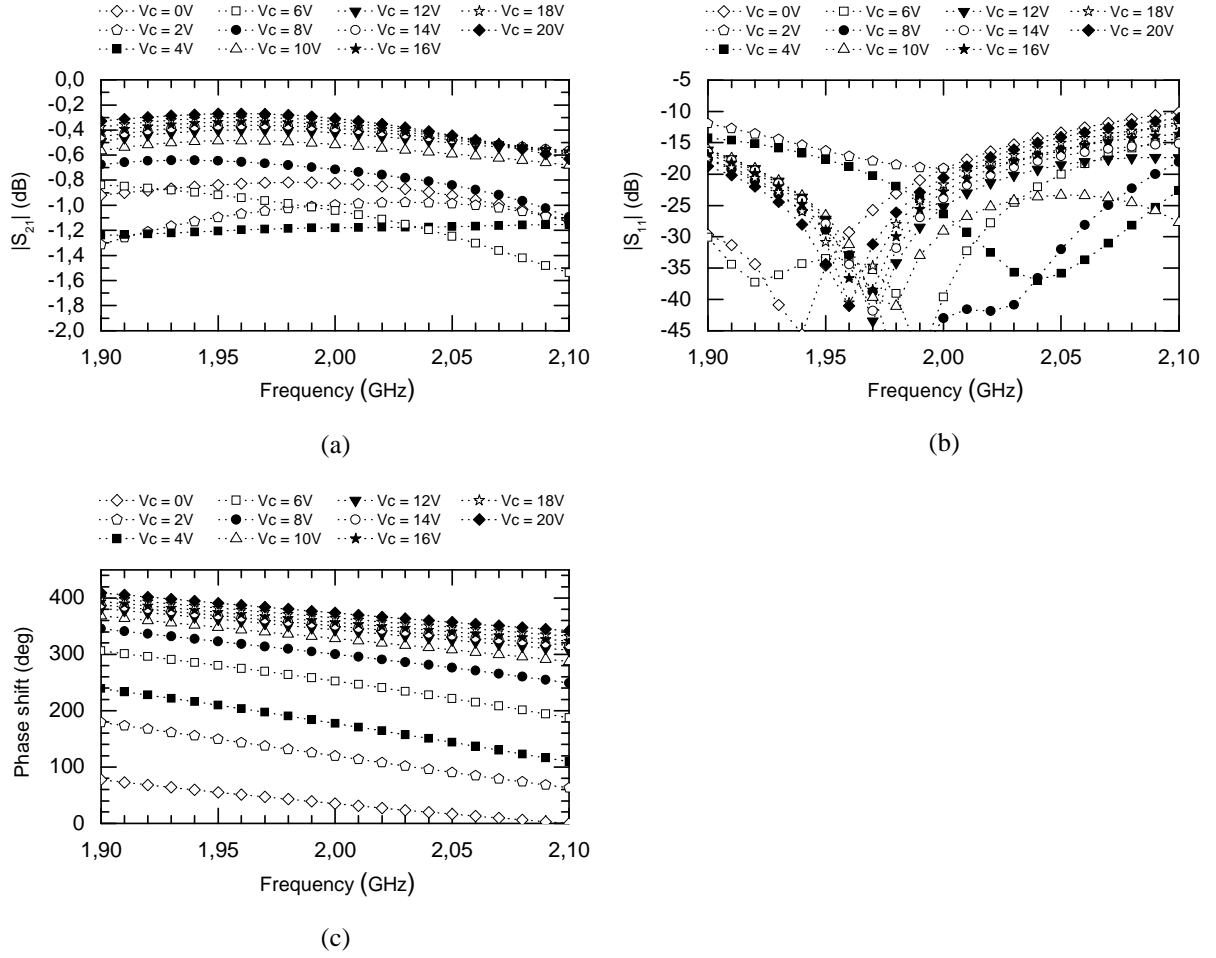 Vc = 0V Vc = 6V Vc = 12V Vc = 18V
Vc = 2V Vc = 8V Vc = 14V Vc = 20V
Vc = 4V Vc = 10V Vc = 16V
0,0
-0,2
-0,4
-0,6
-0,8
-1,0
-1,2
-1,4
-1,6
-1,8
-2,0
|S21| (dB)
1,90 1,95 2,00 2,05 2,10
Frequency (GHz)
(a)
Vc = 0V Vc = 6V Vc = 12V Vc = 18V
Vc = 2V Vc = 8V Vc = 14V Vc = 20V
Vc = 4V Vc = 10V Vc = 16V
-5
-10
-15
-20
-25
-30
-35
-40
-45
|S11| (dB)
1,90 1,95 2,00 2,05 2,10
Frequency (GHz)
(b)
Vc = 0V Vc = 6V Vc = 12V Vc = 18V
Vc = 2V Vc = 8V Vc = 14V Vc = 20V
Vc = 4V Vc = 10V Vc = 16V
400
300
200
100
0
Phase shift (deg)
1,90 1,95 2,00 2,05 2,10
Frequency (GHz)
(c)